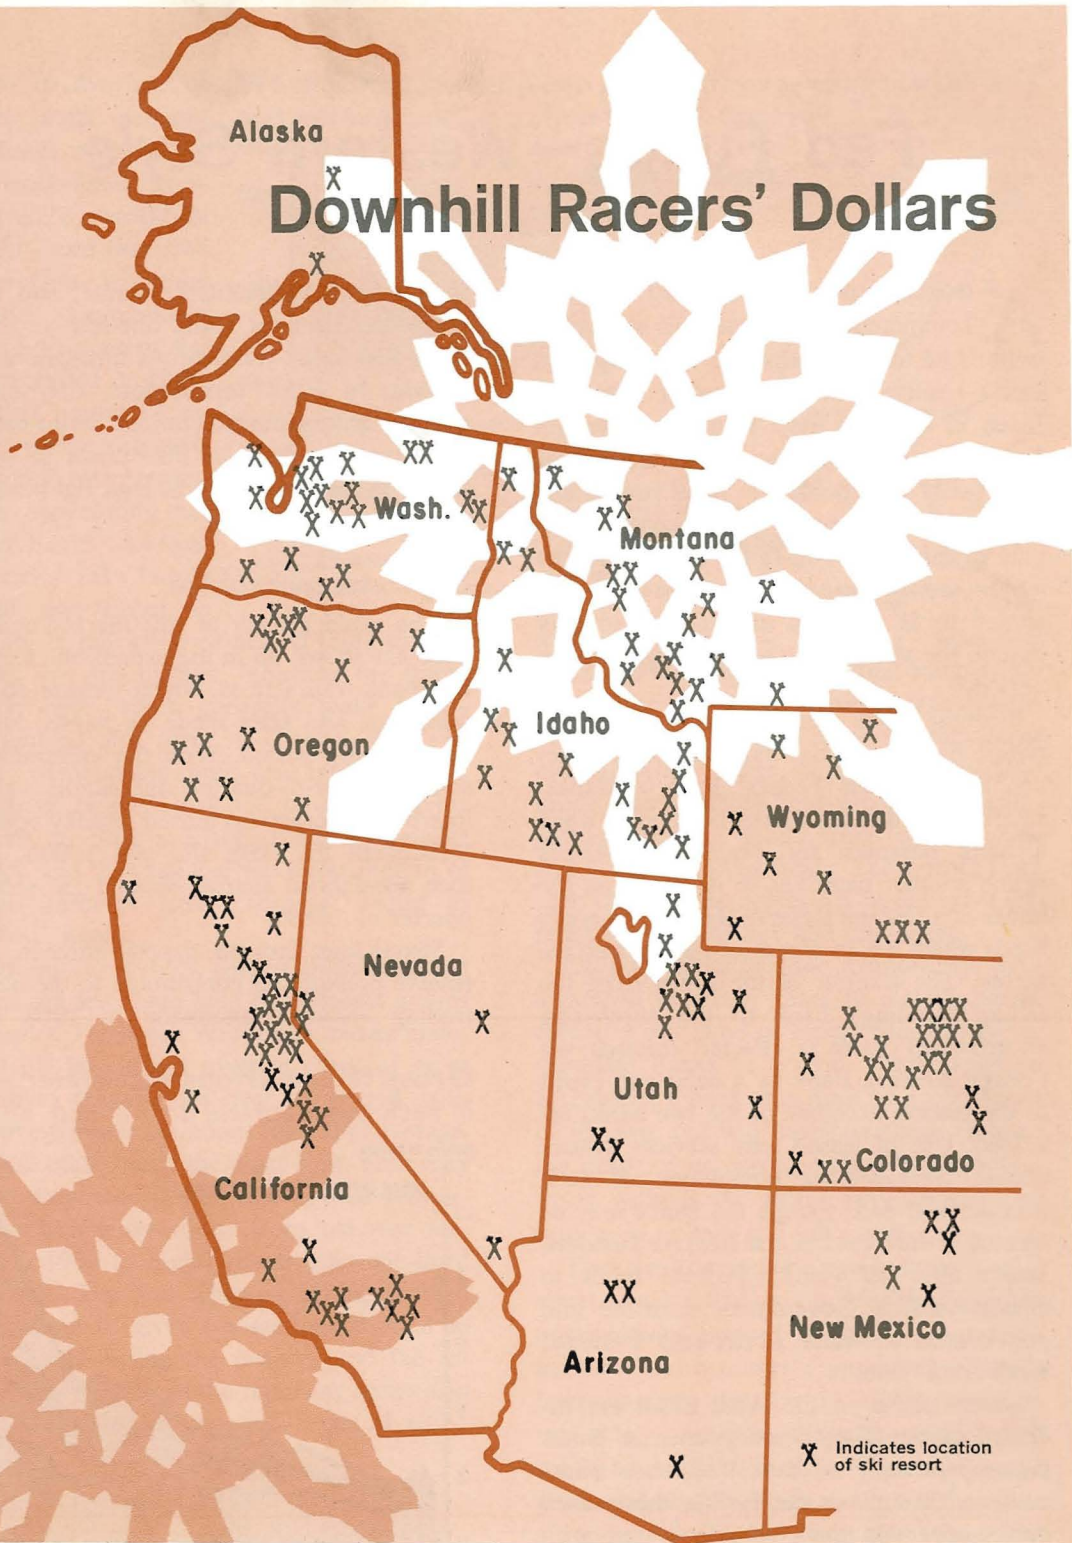 Alaska
Downhill Racers' Dollars
Wash.
Montana
Idaho
Oregon
Wyoming
Nevada
Utah
Colorado
California
New Mexico
Arizona
Indicates location
of ski resort